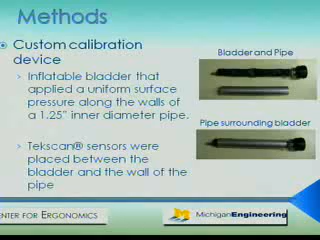 Methods
Custom calibration
device
Inflatable bladder that
applied a uniform surface
pressure along the walls of
a 1.25" inner diameter pipe.
Tekscan® sensors were
placed between the
bladder and the wall of the
pipe
Bladder and Pipe
Pipe surrounding bladder
ENTER FOR ERGONOMICS
MichiganEngineering